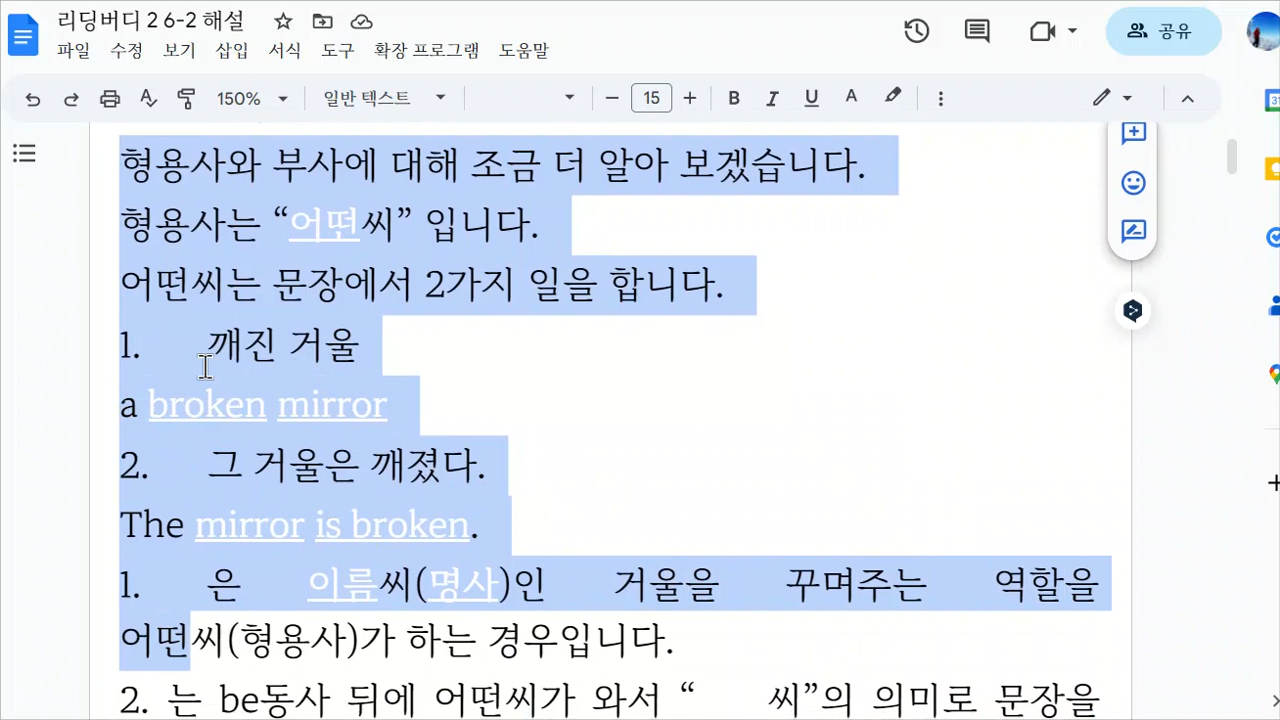 리딩버디 2 6-2 해설
파일 수정 보기 삽입 서식 도구 확장 프로그램 도움말
공유
150% 일반 텍스트 15 B I U A
31
형용사와 부사에 대해 조금 더 알아 보겠습니다.
형용사는 “어떤씨” 입니다.
어떤씨는 문장에서 2가지 일을 합니다.
1. 깨진 거울
a broken mirror
2. 그 거울은 깨졌다.
The mirror is broken.
1. 은 이름씨(명사)인 거울을 꾸며주는 역할을
어떤씨(형용사)가 하는 경우입니다.
2. 는 be동사 뒤에 어떤씨가 와서 “ 씨”의 의미로 문장을